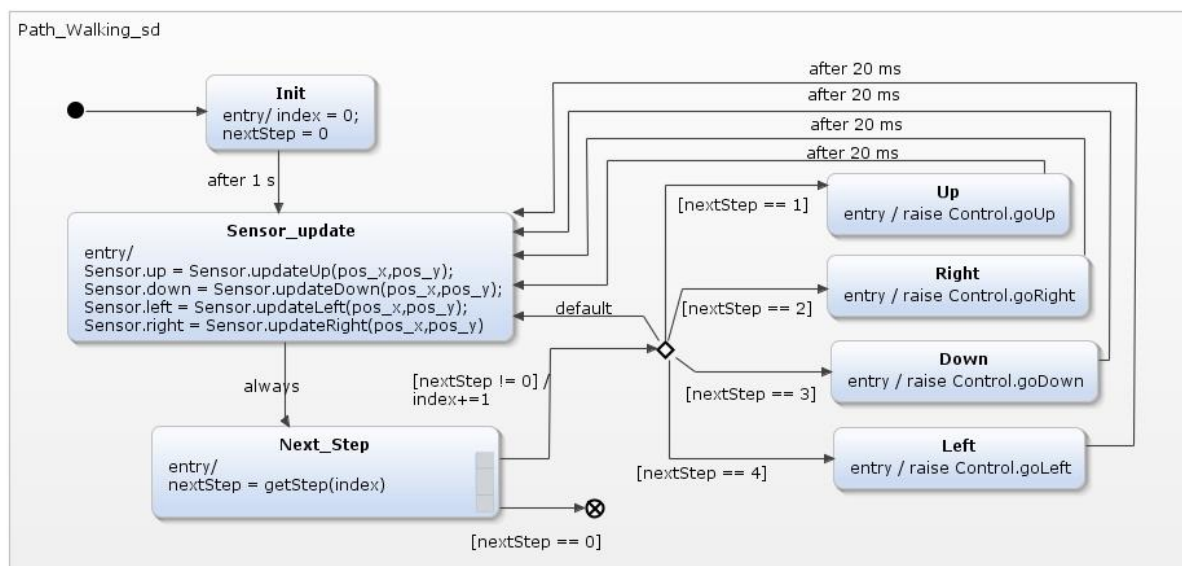 Path_Walking_sd
Init
entry/ index = 0;
nextStep = 0
after 1 s
Sensor_update
entry/
Sensor.up = Sensor.updateUp(pos_x,pos_y);
Sensor.down = Sensor.updateDown(pos_x,pos_y);
Sensor.left = Sensor.updateLeft(pos_x,pos_y);
Sensor.right = Sensor.updateRight(pos_x,pos_y)
always
Next_Step
entry/
nextStep = getStep(index)
[nextStep != 0] /
index+=1
[nextStep == 0]
default
after 20 ms
after 20 ms
after 20 ms
after 20 ms
[nextStep == 1]
Up
entry / raise Control.goUp
[nextStep == 2]
Right
entry / raise Control.goRight
[nextStep == 3]
Down
entry / raise Control.goDown
[nextStep == 4]
Left
entry / raise Control.goLeft